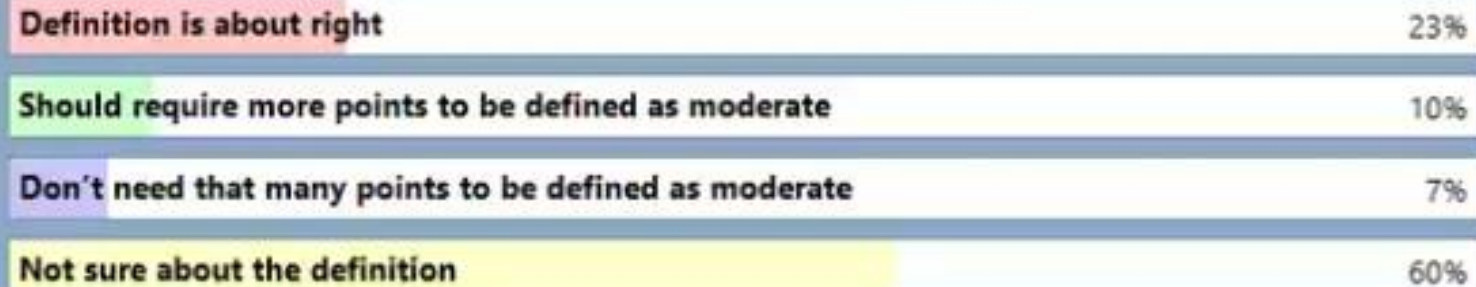 Definition is about right 23%
Should require more points to be defined as moderate 10%
Don't need that many points to be defined as moderate 7%
Not sure about the definition 60%